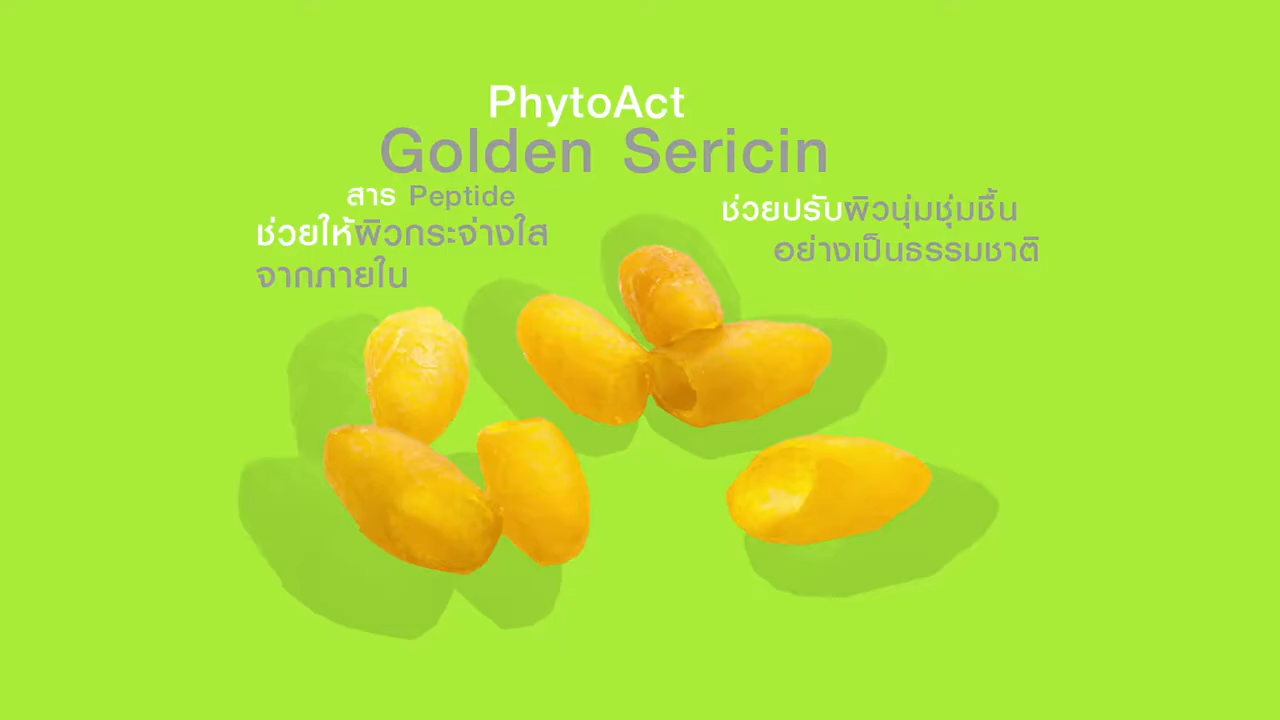 PhytoAct
Golden Sericin
สาร Peptide
ช่วยให้ผิวกระจ่างใส
จากภายใน
ช่วยปรับผิวนุ่มชุ่มชื้น
อย่างเป็นธรรมชาติ